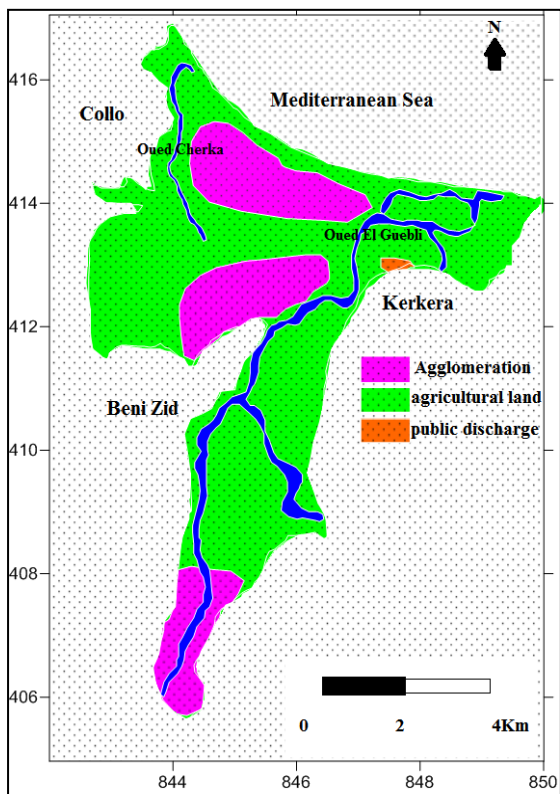 N
416
Mediterranean Sea
Collo
Oued Cherka
414
Oued El Guebli
Kerkera
412
Agglomeration
agricultural land
Beni Zid
public discharge
410
408
406
0 2 4Km
844 846 848 850